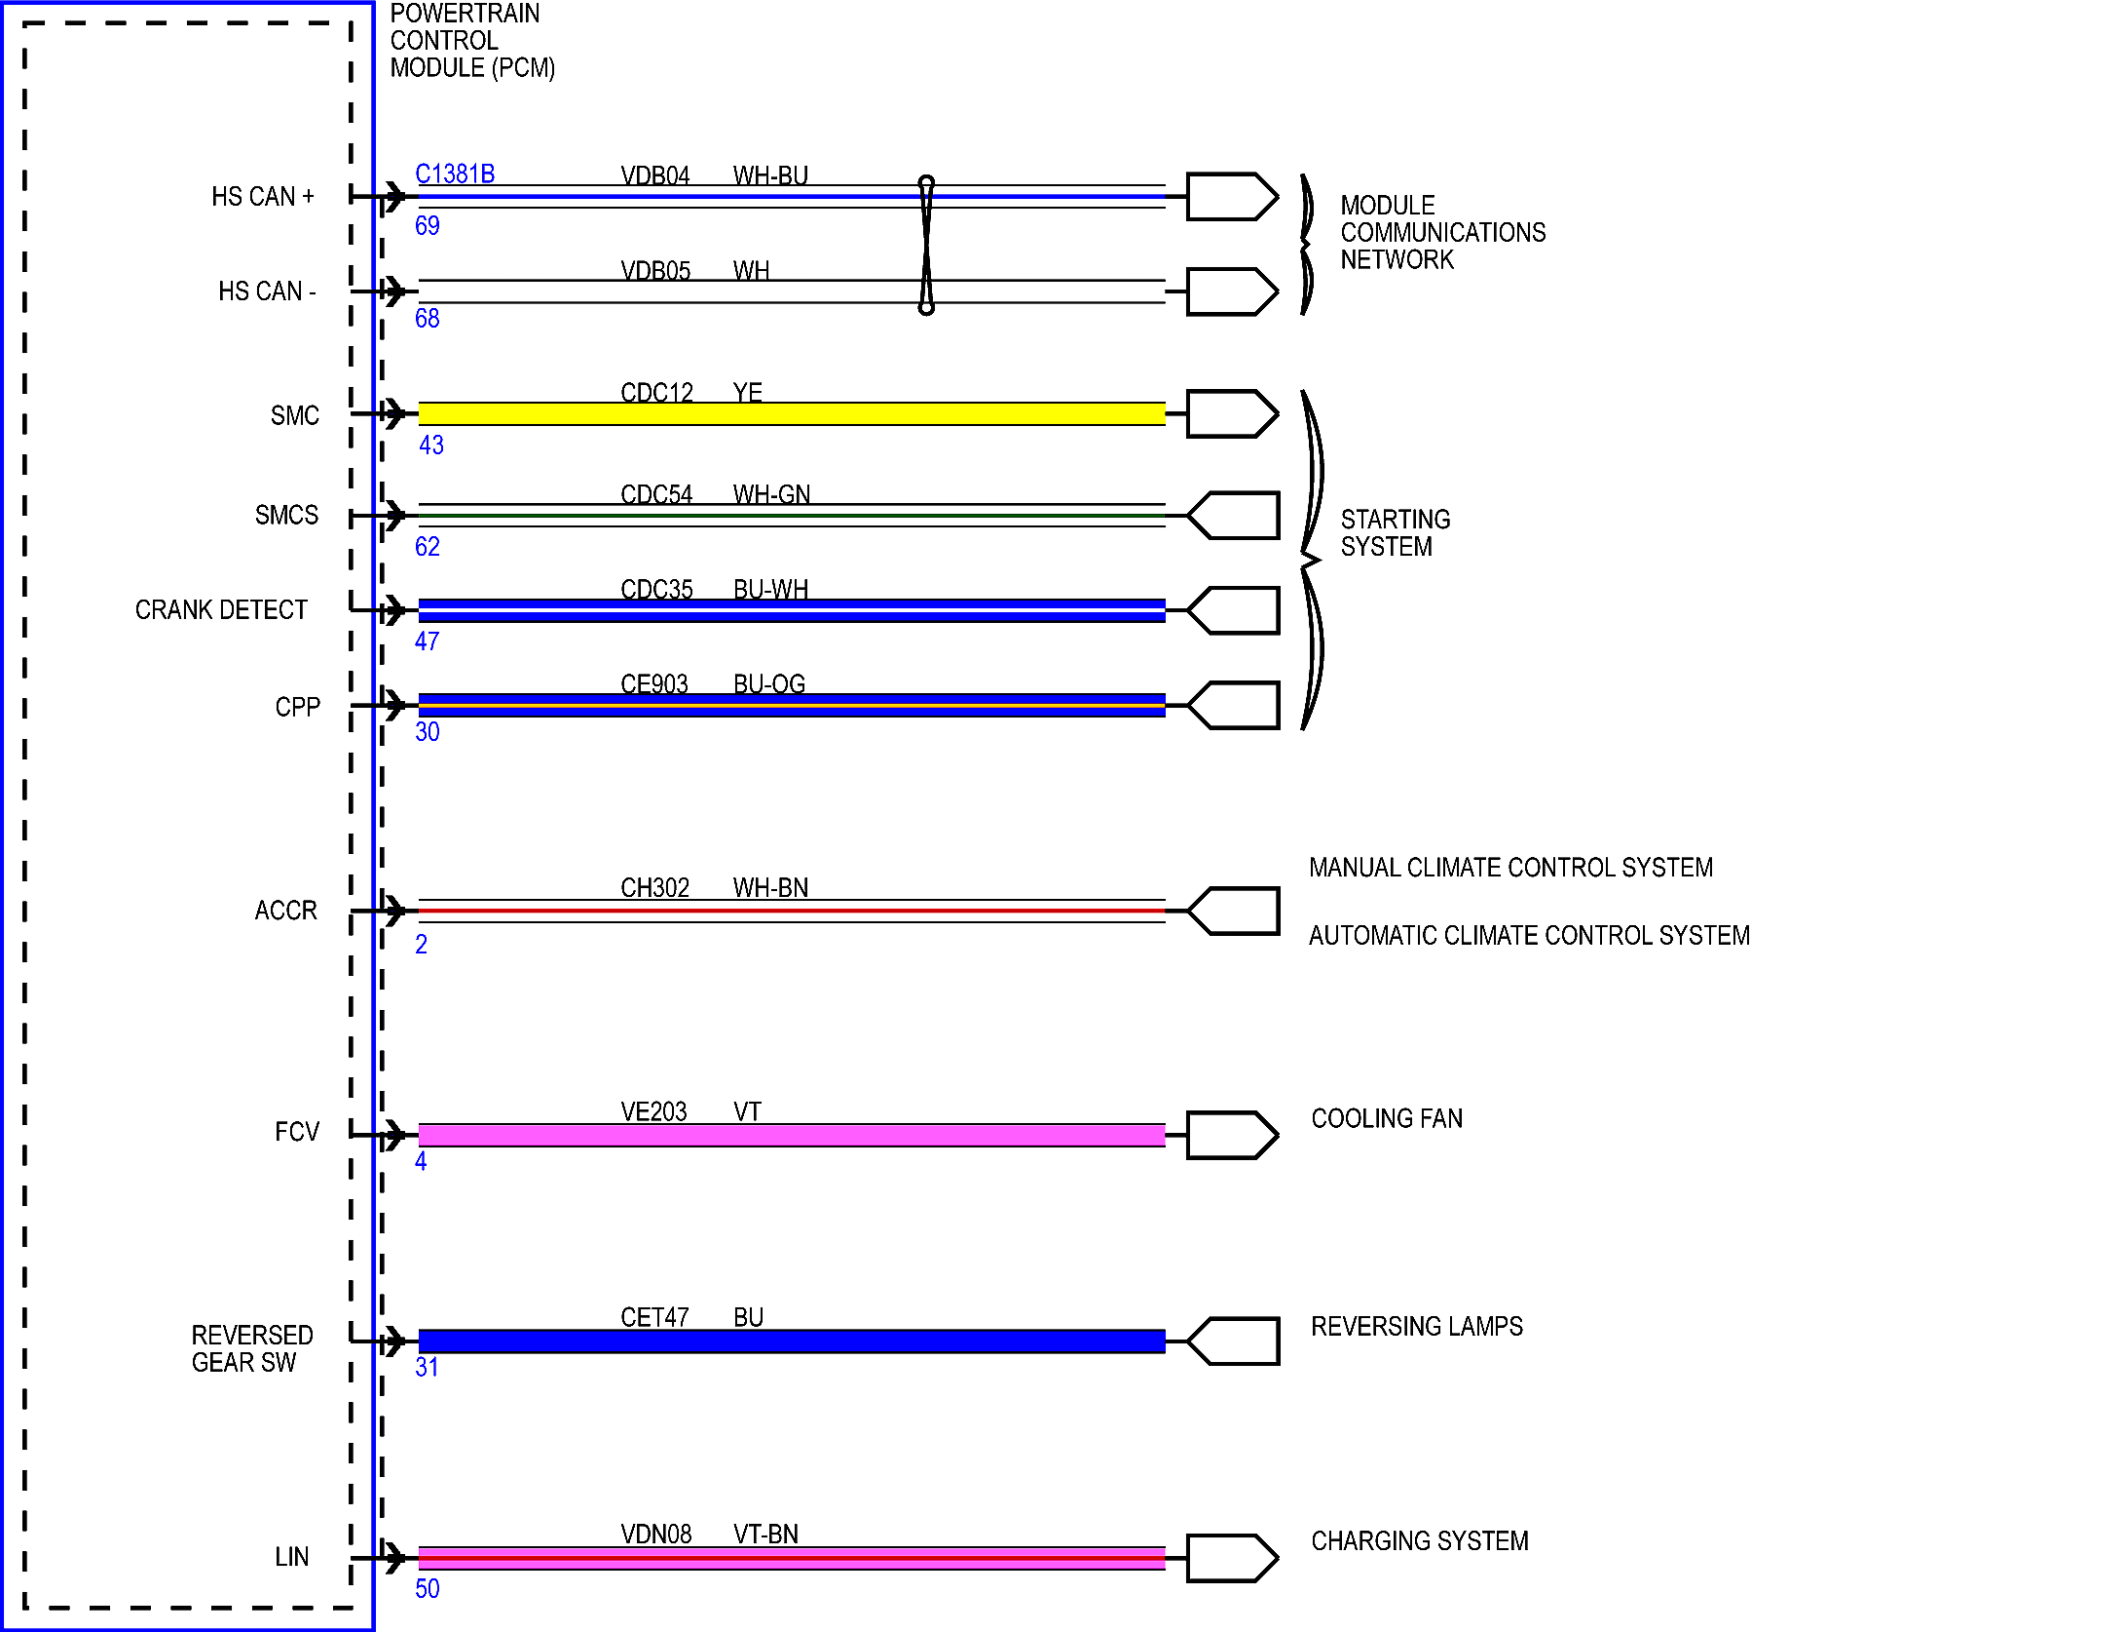 POWERTRAIN
CONTROL
MODULE (PCM)
HS CAN +
C1381B
VDB04 WH-BU
69
HS CAN -
VDB05 WH
68
MODULE
COMMUNICATIONS
NETWORK
SMC
CDC12 YE
43
SMCS
CDC54 WH-GN
62
STARTING
SYSTEM
CRANK DETECT
CDC35 BU-WH
47
CPP
CE903 BU-OG
30
ACCR
CH302 WH-BN
2
MANUAL CLIMATE CONTROL SYSTEM
AUTOMATIC CLIMATE CONTROL SYSTEM
FCV
VE203 VT
4
COOLING FAN
REVERSED
GEAR SW
CET47 BU
31
REVERSING LAMPS
LIN
VDN08 VT-BN
50
CHARGING SYSTEM